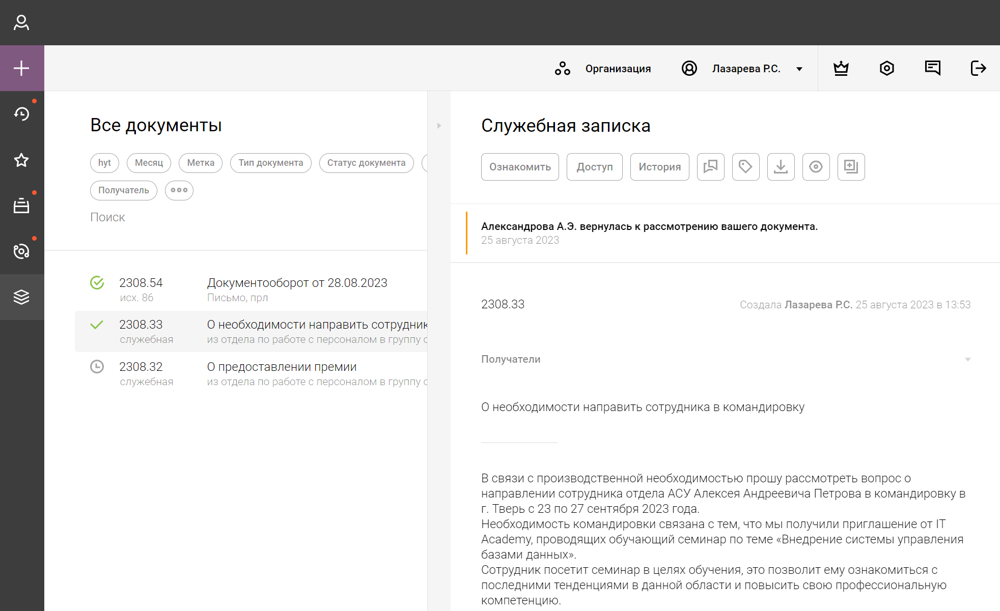 Организация
Лазарева Р.С.
Все документы
hyt
Месяц
Метка
Тип документа
Статус документа
Получатель
Поиск
2308.54
Документооборот от 28.08.2023
исх. 86
Письмо, прл
2308.33
О необходимости направить сотрудник
служебная
из отдела по работе с персоналом в группу
2308.32
О предоставлении премии
служебная
из отдела по работе с персоналом в группу
Служебная записка
Ознакомить
Доступ
История
Александрова А.Э. вернулась к рассмотрению вашего документа.
25 августа 2023
2308.33
Создала Лазарева Р.С. 25 августа 2023 в 13:53
Получатели
О необходимости направить сотрудника в командировку
В связи с производственной необходимостью прошу рассмотреть вопрос о
направлении сотрудника отдела АСУ Алексея Андреевича Петрова в командировку в
г. Тверь с 23 по 27 сентября 2023 года.
Необходимость командировки связана с тем, что мы получили приглашение от IT
Academy, проводящих обучающий семинар по теме «Внедрение системы управления
базами данных».
Сотрудник посетит семинар в целях обучения, это позволит ему ознакомиться с
последними тенденциями в данной области и повысить свою профессиональную
компетенцию.